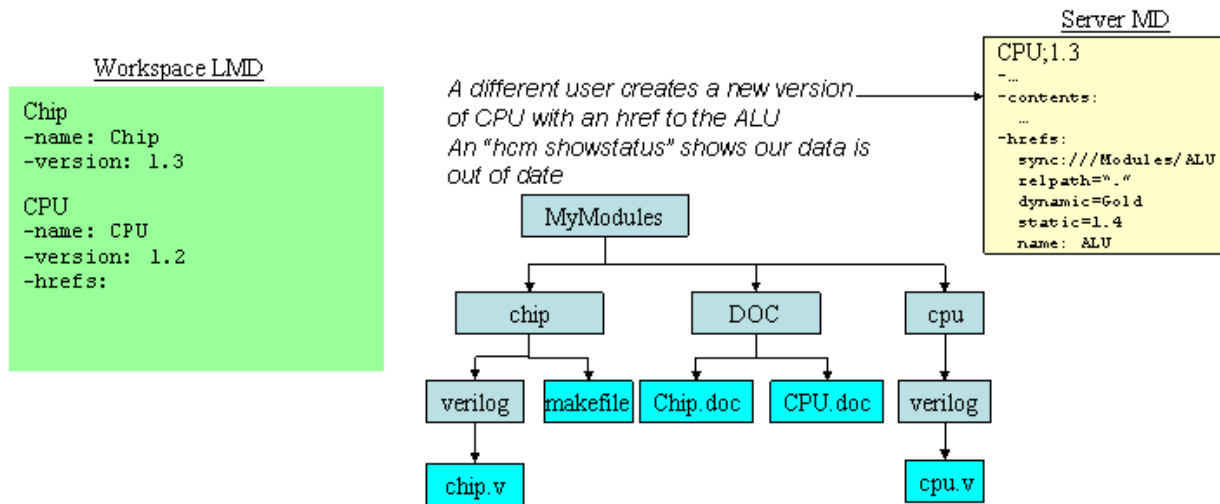 Workspace LMD
Chip
-name: Chip
-version: 1.3
CPU
-name: CPU
-version: 1.2
-hrefs:
A different user creates a new version
of CPU with an href to the ALU
An "hcm showstatus" shows our data is
out of date
Server MD
CPU;1.3
-...
-contents:
...
-hrefs:
sync:///Modules/ALU
relpath="."
dynamic=Gold
static=1.4
name: ALU
MyModules
chip
DOC
cpu
verilog
makefile
Chip.doc
CPU.doc
verilog
chip.v
cpu.v